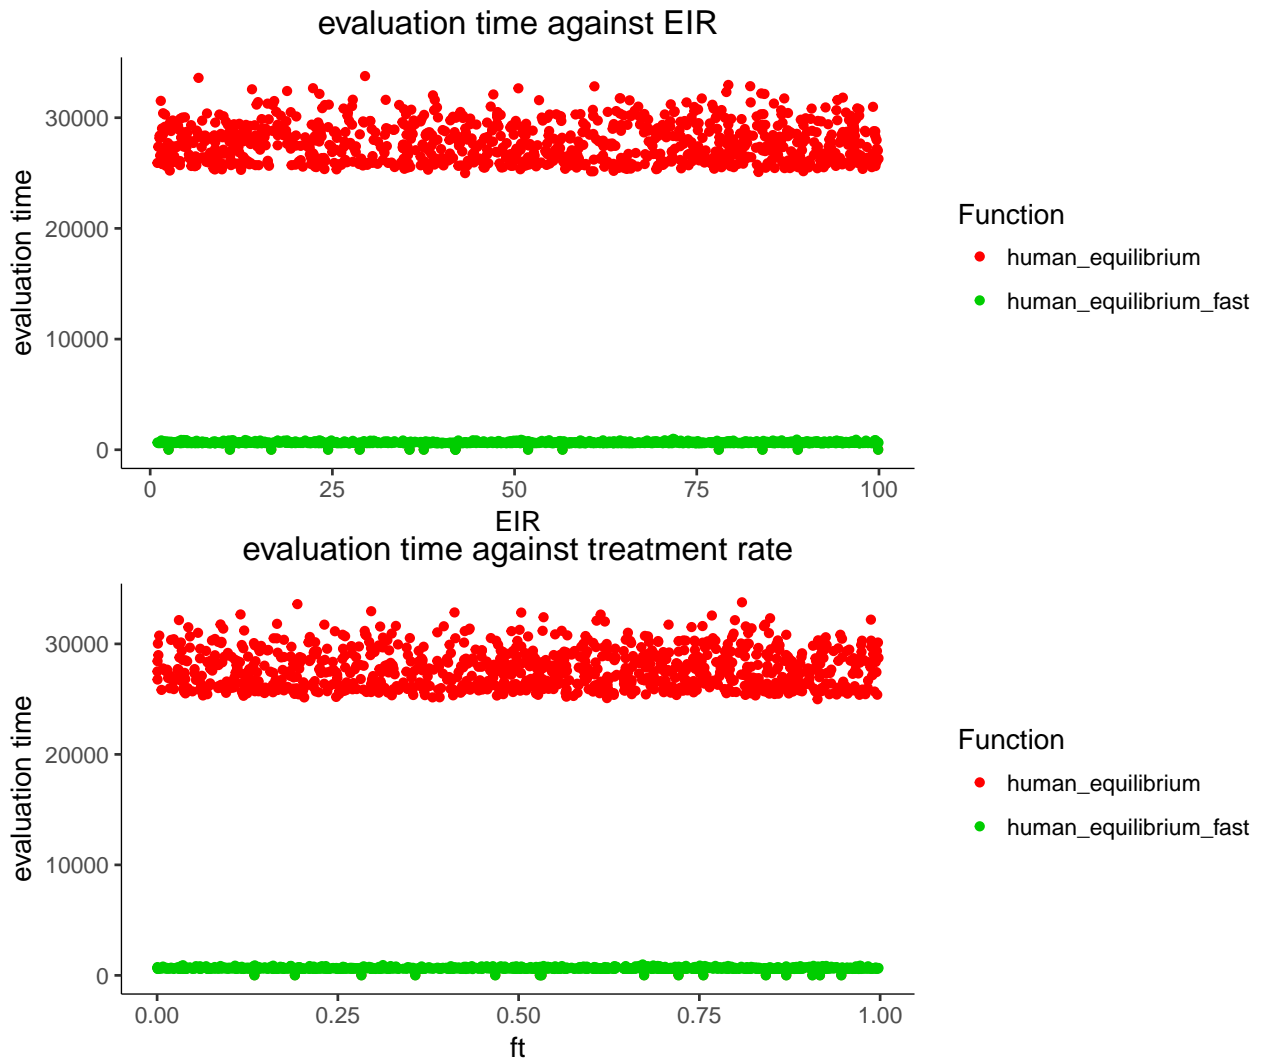 evaluation time against EIR
evaluation time
30000
20000
10000
0
0 25 50 75 100
EIR
Function
human_equilibrium
human_equilibrium_fast
evaluation time against treatment rate
evaluation time
30000
20000
10000
0
0.00 0.25 0.50 0.75 1.00
ft
Function
human_equilibrium
human_equilibrium_fast